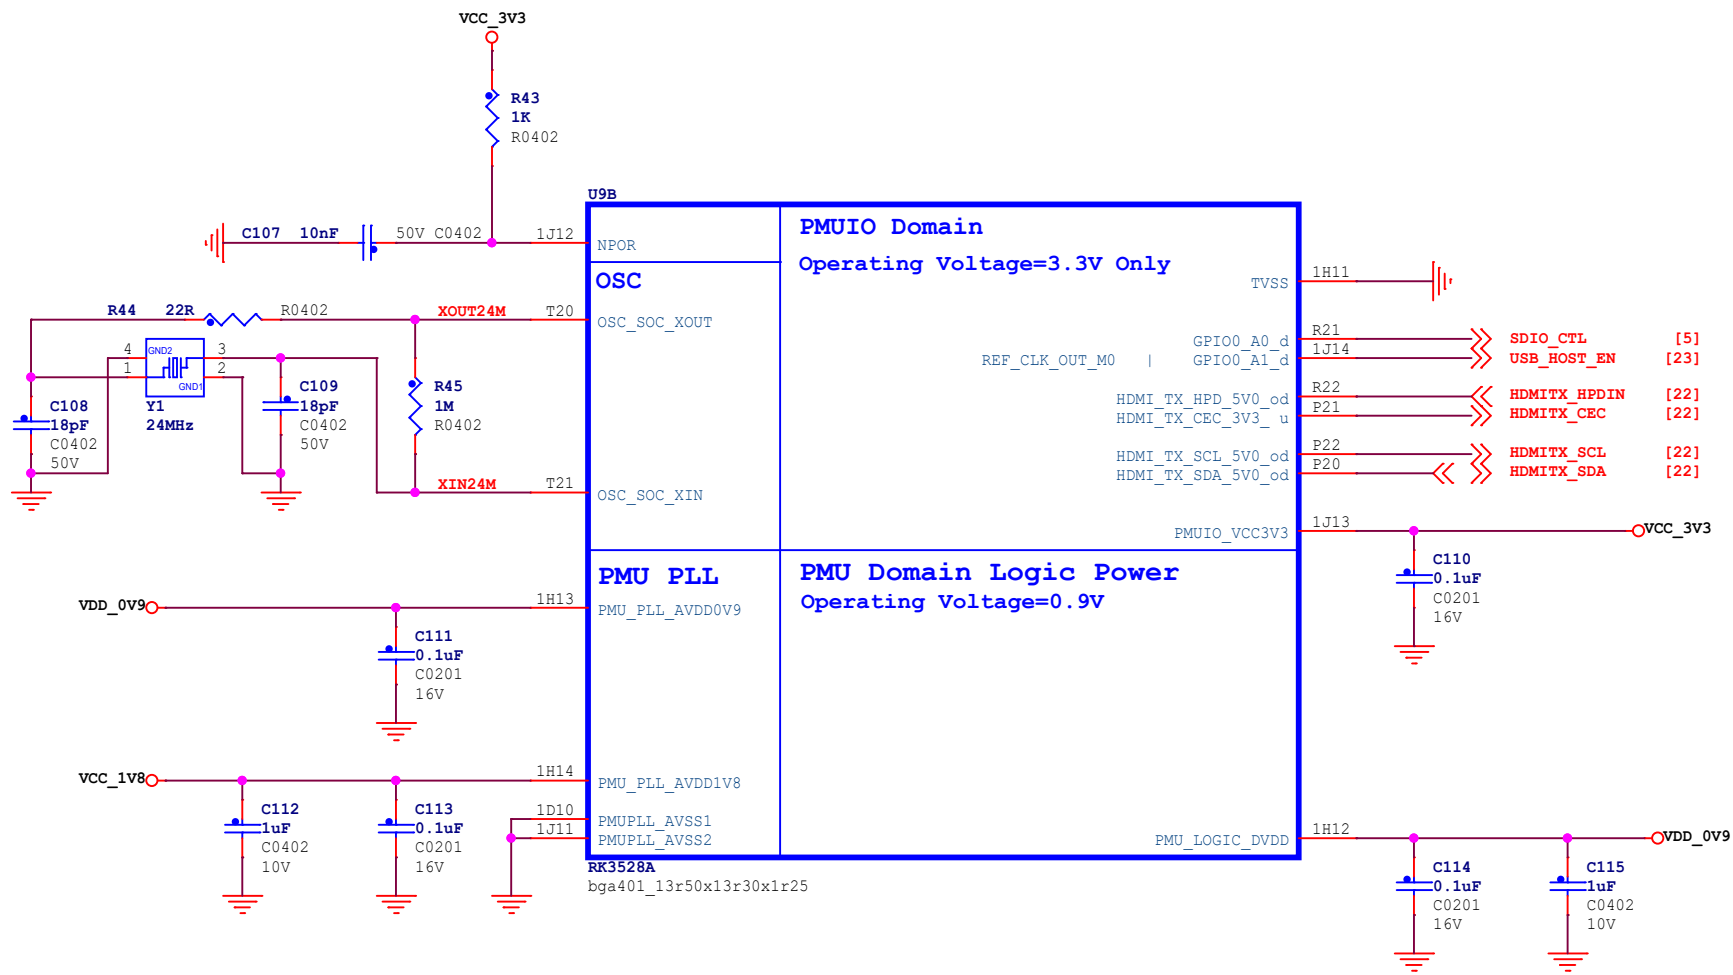 VCC_3V3
R43
1K
R0402
U9B
C107 10nF 50V C0402 1J12
NPOR
PMUIO Domain
Operating Voltage=3.3V Only
OSC
TVSS
1H11
R44 22R R0402 XOUT24M T20
OSC_SOC_XOUT
4
1
GND2
GND1
3
2
Y1
24MHz
C108
18pF
C0402
50V
C109
18pF
C0402
50V
R45
1M
R0402
XIN24M T21
OSC_SOC_XIN
GPIO0_A0_d R21 SDIO_CTL [5]
REF_CLK_OUT_M0 | GPIO0_A1_d 1J14 USB_HOST_EN [23]
HDMI_TX_HPD_5V0_od R22 HDMITX_HPDIN [22]
HDMI_TX_CEC_3V3_ u P21 HDMITX_CEC [22]
HDMI_TX_SCL_5V0_od P22 HDMITX_SCL [22]
HDMI_TX_SDA_5V0_od P20 HDMITX_SDA [22]
PMUIO_VCC3V3 1J13 VCC_3V3
C110
0.1uF
C0201
16V
PMU PLL
PMU Domain Logic Power
Operating Voltage=0.9V
VDD_0V9 1H13
PMU_PLL_AVDD0V9
C111
0.1uF
C0201
16V
VCC_1V8 1H14
PMU_PLL_AVDD1V8
C112
1uF
C0402
10V
C113
0.1uF
C0201
16V
1D10 PMUPLL_AVSS1
1J11 PMUPLL_AVSS2
PMU_LOGIC_DVDD 1H12 VDD_0V9
C114
0.1uF
C0201
16V
C115
1uF
C0402
10V
RK3528A
bga401_13r50x13r30x1r25